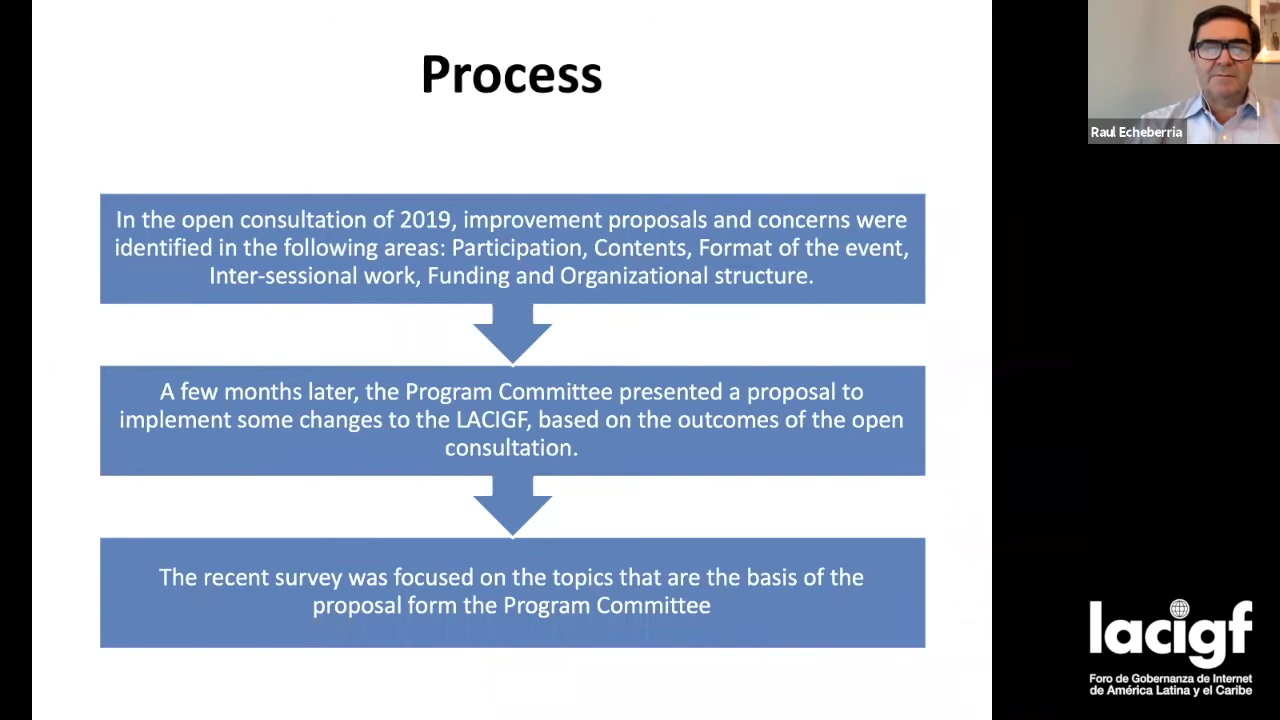 Process
In the open consultation of 2019, improvement proposals and concerns were
identified in the following areas: Participation, Contents, Format of the event,
Inter-sessional work, Funding and Organizational structure.
A few months later, the Program Committee presented a proposal to
implement some changes to the LACIGF, based on the outcomes of the open
consultation.
The recent survey was focused on the topics that are the basis of the
proposal form the Program Committee
Raul Echeberria
lacigf
Foro de Gobernanza de Internet
de América Latina y el Caribe